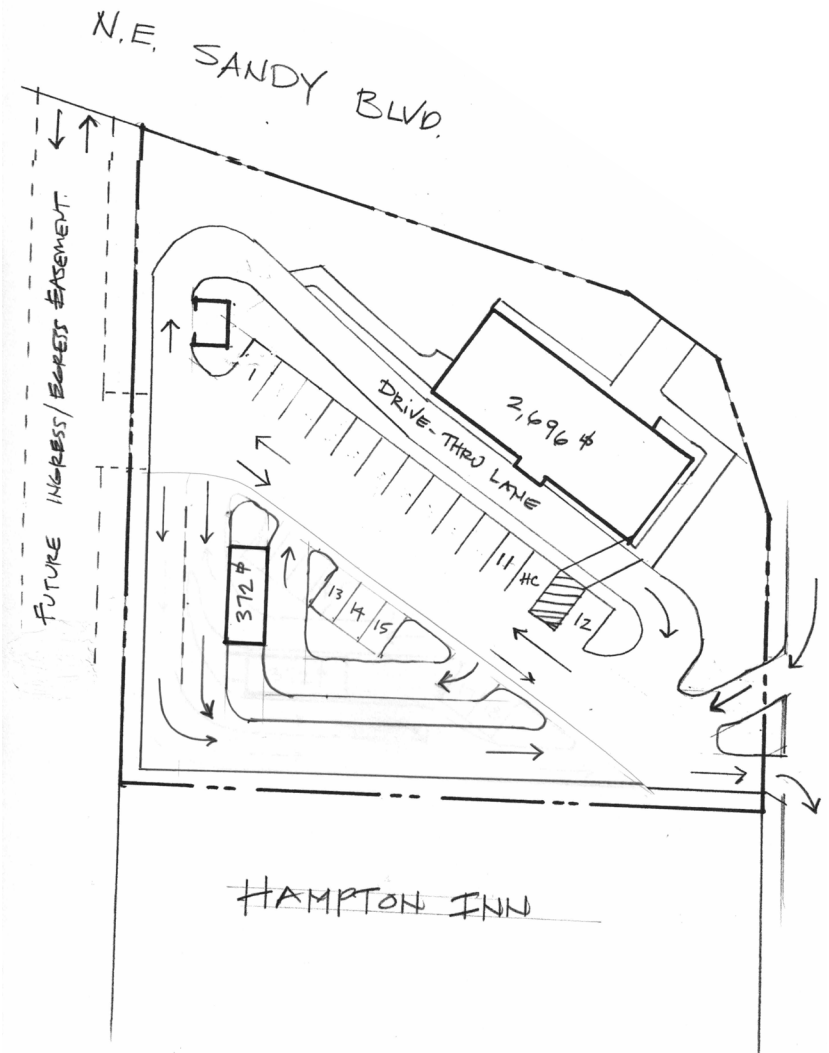 N.E. SANDY BLVD.
FUTURE INGRESS/EGRESS EASEMENT.
1
DRIVE-THRU LANE
2,696 ⌀
11
HC
12
372 ⌀
13
14
15
HAMPTON INN